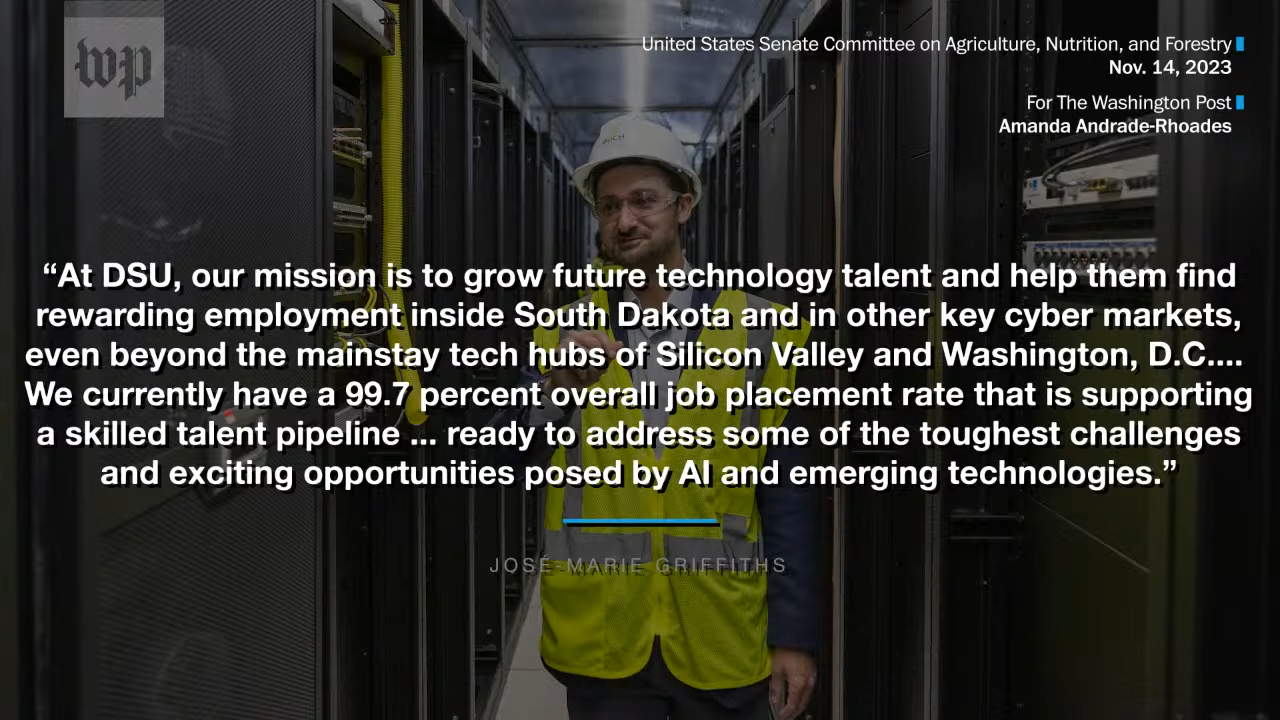 wp
United States Senate Committee on Agriculture, Nutrition, and Forestry
Nov. 14, 2023
For The Washington Post
Amanda Andrade-Rhoades
“At DSU, our mission is to grow future technology talent and help them find
rewarding employment inside South Dakota and in other key cyber markets,
even beyond the mainstay tech hubs of Silicon Valley and Washington, D.C....
We currently have a 99.7 percent overall job placement rate that is supporting
a skilled talent pipeline ... ready to address some of the toughest challenges
and exciting opportunities posed by AI and emerging technologies.”
JOSÉ-MARIE GRIFFITHS